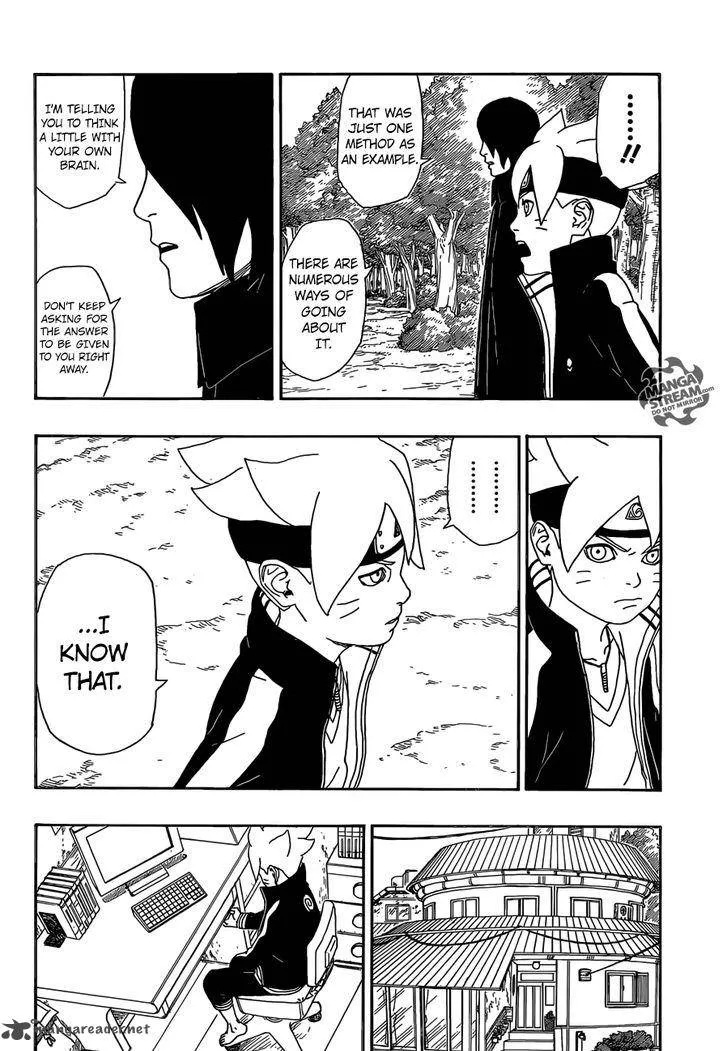 .......!!
THAT WAS
JUST ONE
METHOD AS
AN EXAMPLE.
THERE ARE
NUMEROUS
WAYS OF
GOING
ABOUT
IT.
I'M TELLING
YOU TO THINK
A LITTLE WITH
YOUR OWN
BRAIN.
DON'T KEEP
ASKING FOR
THE ANSWER
TO BE GIVEN
TO YOU RIGHT
AWAY.
MANGA
STREAM.COM
DO NOT MIRROR
........
...I
KNOW
THAT.
mangareader.net